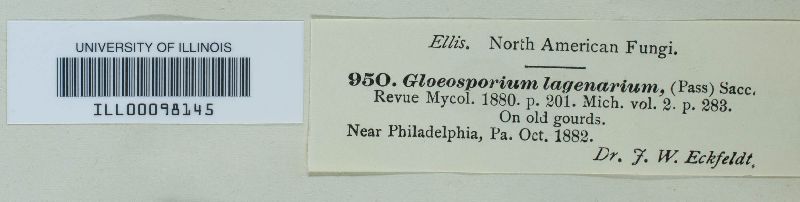 UNIVERSITY OF ILLINOIS
ILL00098145
Ellis. North American Fungi.
950. Gloeosporium lagenarium, (Pass) Sacc.
Revue Mycol. 1880. p. 201. Mich. vol. 2. p. 283.
On old gourds.
Near Philadelphia, Pa. Oct. 1882.
Dr. J. W. Eckfeldt.